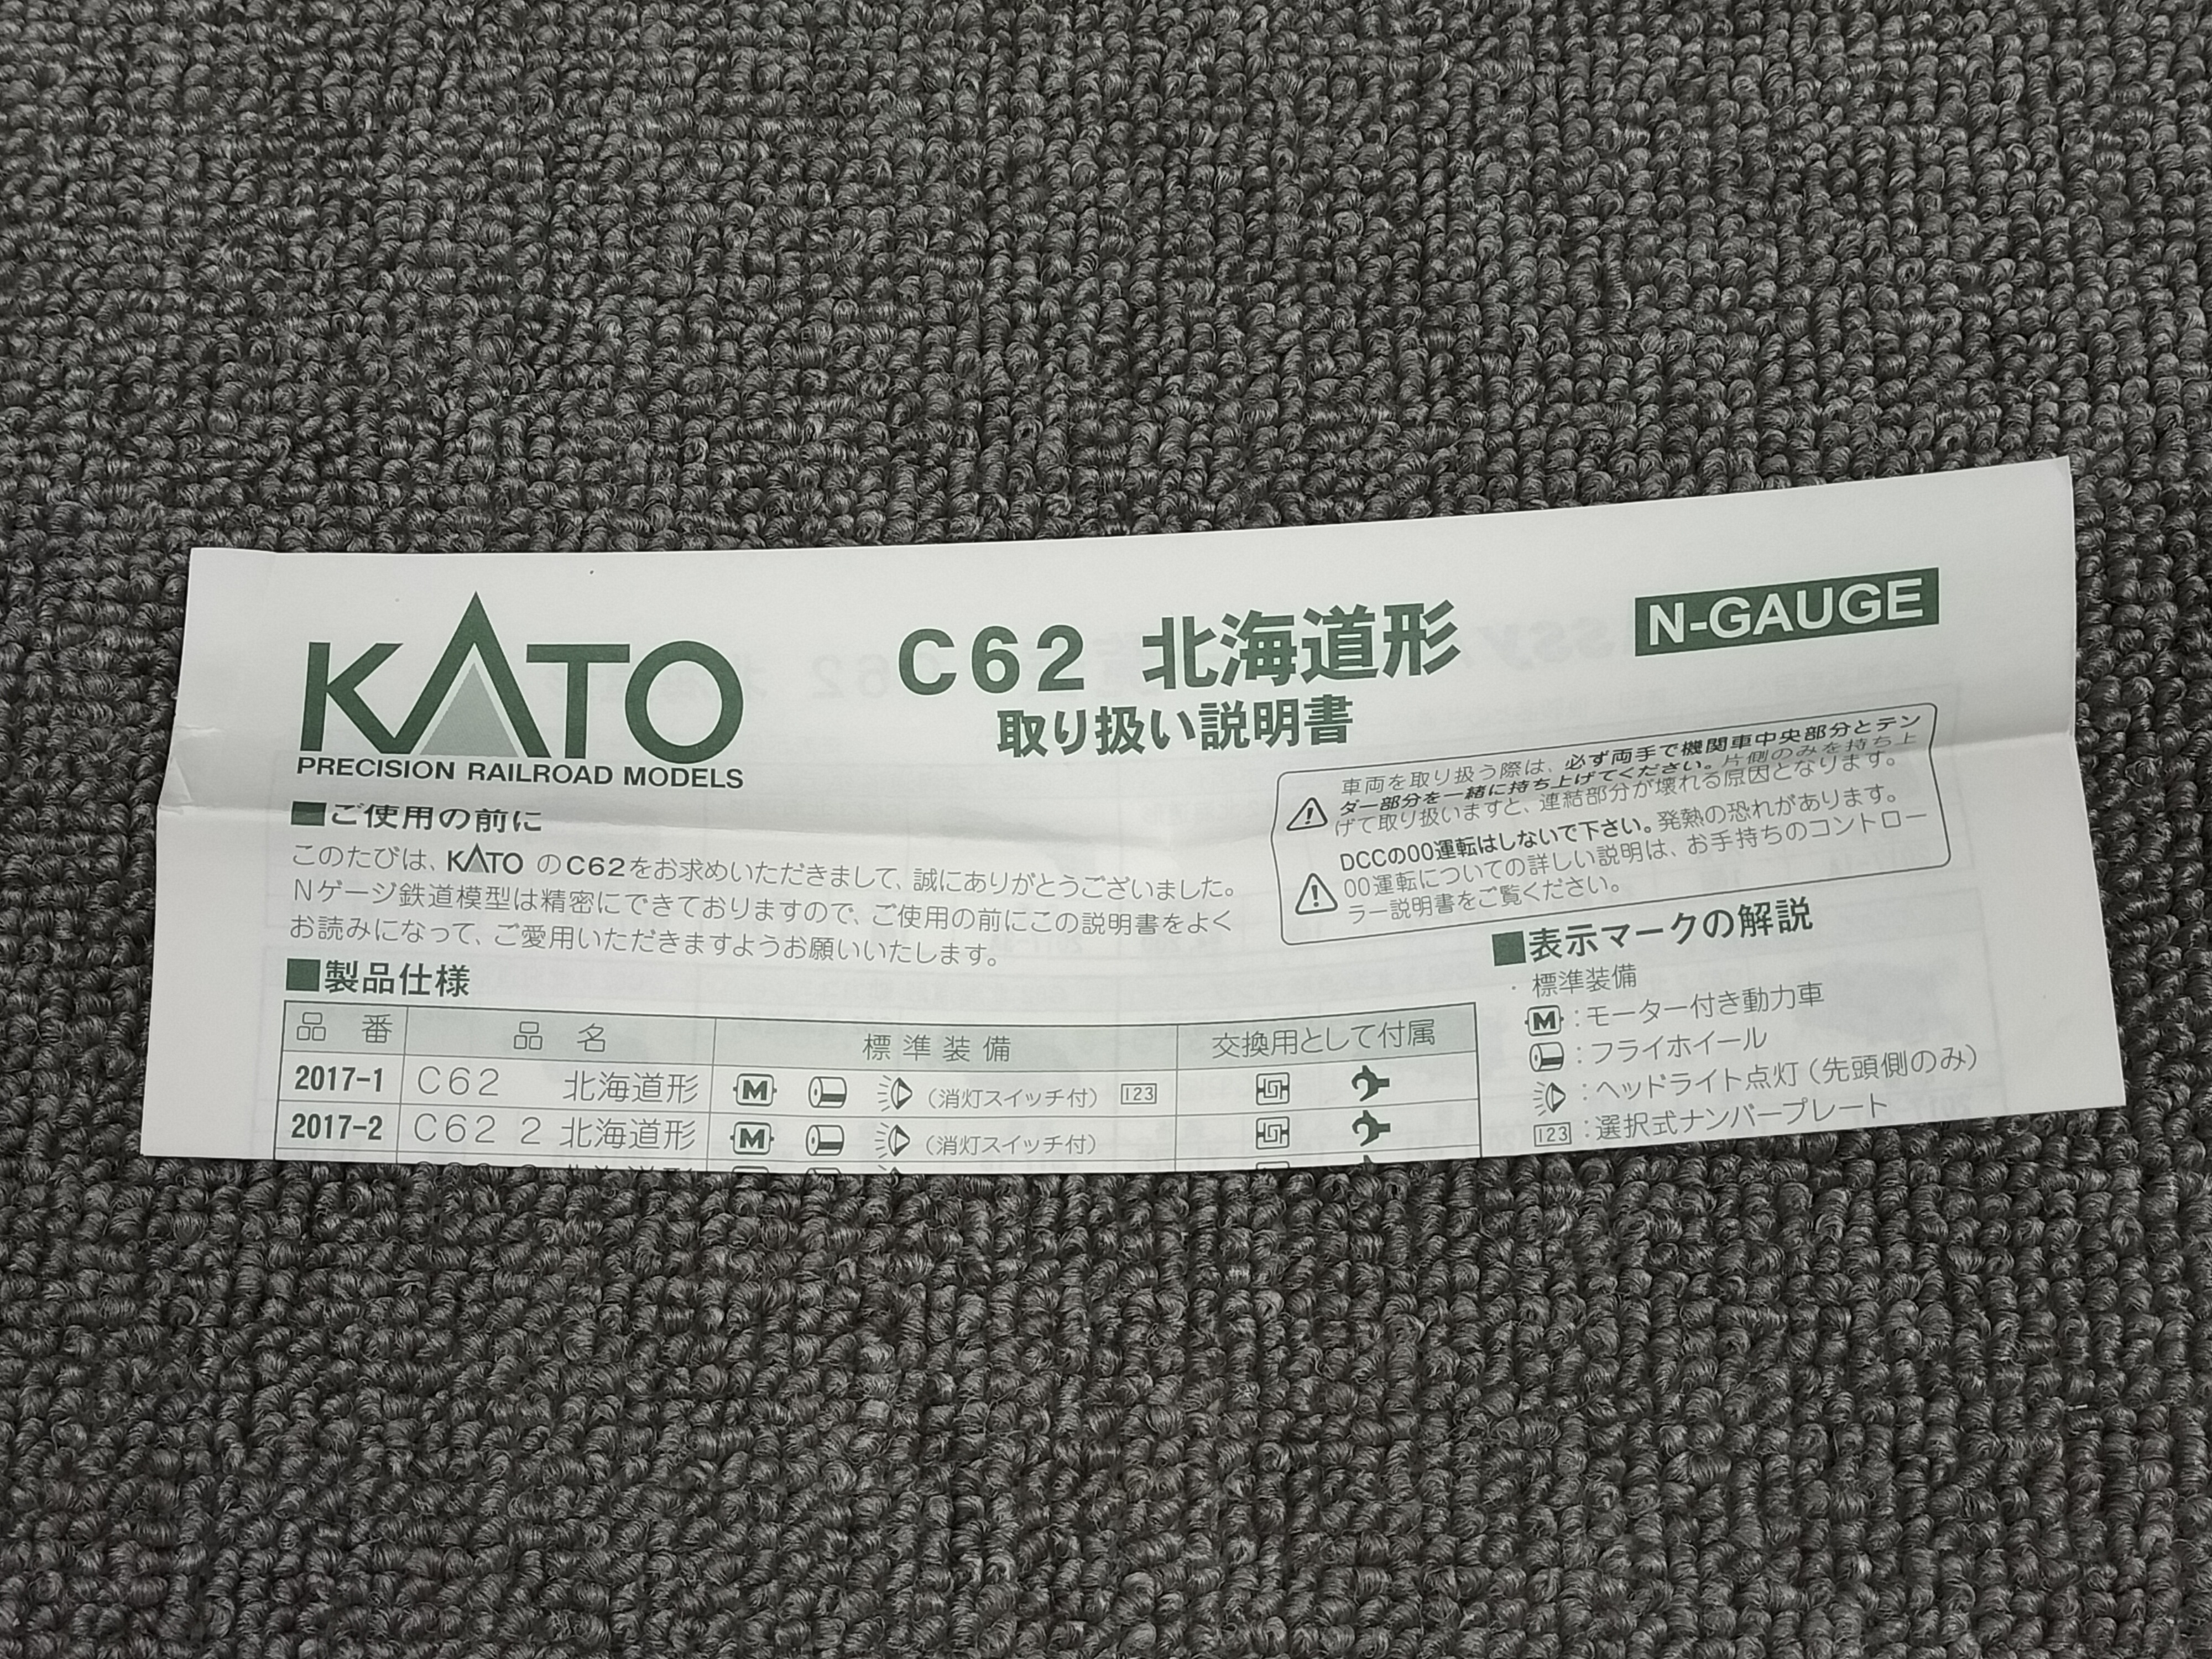 KATO
PRECISION RAILROAD MODELS
C62 北海道形
取り扱い説明書
N-GAUGE
車両を取り扱う際は、必ず両手で機関車中央部分とテン
ダー部分を一緒に持ち上げてください。片側のみを持ち上
げて取り扱いますと、連結部分が壊れる原因となります。
DCCの00運転はしないで下さい。発熱の恐れがあります。
00運転についての詳しい説明は、お手持ちのコントロー
ラー説明書をご覧ください。
■ご使用の前に
このたびは、KATOのC62をお求めいただきまして、誠にありがとうございました。
Nゲージ鉄道模型は精密にできておりますので、ご使用の前にこの説明書をよく
お読みになって、ご愛用いただきますようお願いいたします。
■製品仕様
品 番 品 名 標準装備 交換用として付属
2017-1 C62 北海道形 M (消灯スイッチ付) 123
2017-2 C62 2 北海道形 M (消灯スイッチ付)
■表示マークの解説
・標準装備
M:モーター付き動力車
:フライホイール
:ヘッドライト点灯(先頭側のみ)
123:選択式ナンバープレート